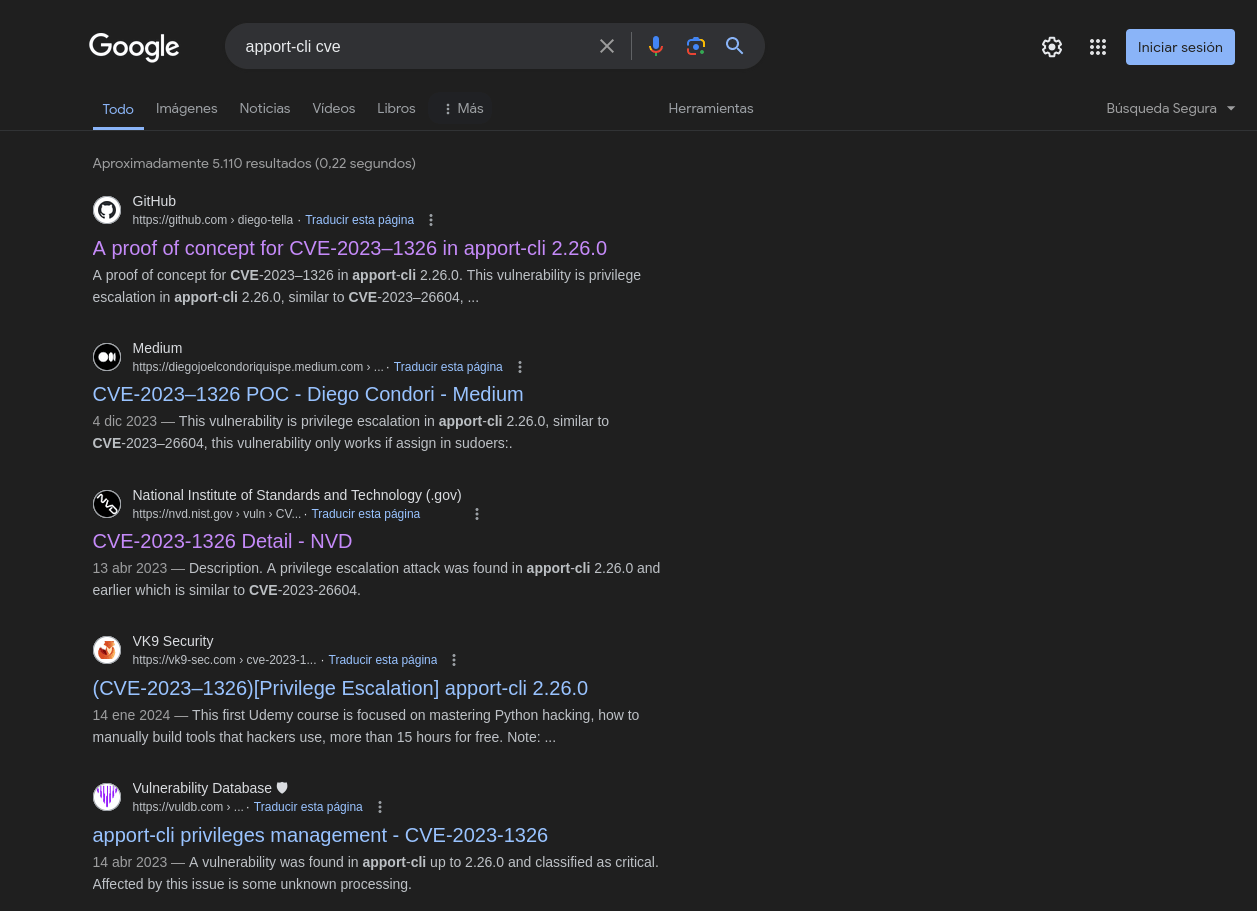 Google
apport-cli cve
Iniciar sesión
Todo Imágenes Noticias Vídeos Libros Más Herramientas Búsqueda Segura
Aproximadamente 5.110 resultados (0,22 segundos)
GitHub
https://github.com › diego-tella · Traducir esta página
A proof of concept for CVE-2023–1326 in apport-cli 2.26.0
A proof of concept for CVE-2023–1326 in apport-cli 2.26.0. This vulnerability is privilege
escalation in apport-cli 2.26.0, similar to CVE-2023–26604, ...
Medium
https://diegojoelcondoriquispe.medium.com › ... · Traducir esta página
CVE-2023–1326 POC - Diego Condori - Medium
4 dic 2023 — This vulnerability is privilege escalation in apport-cli 2.26.0, similar to
CVE-2023–26604, this vulnerability only works if assign in sudoers:.
National Institute of Standards and Technology (.gov)
https://nvd.nist.gov › vuln › CV... · Traducir esta página
CVE-2023-1326 Detail - NVD
13 abr 2023 — Description. A privilege escalation attack was found in apport-cli 2.26.0 and
earlier which is similar to CVE-2023-26604.
VK9 Security
https://vk9-sec.com › cve-2023-1... · Traducir esta página
(CVE-2023–1326)[Privilege Escalation] apport-cli 2.26.0
14 ene 2024 — This first Udemy course is focused on mastering Python hacking, how to
manually build tools that hackers use, more than 15 hours for free. Note: ...
Vulnerability Database
https://vuldb.com › ... · Traducir esta página
apport-cli privileges management - CVE-2023-1326
14 abr 2023 — A vulnerability was found in apport-cli up to 2.26.0 and classified as critical.
Affected by this issue is some unknown processing.